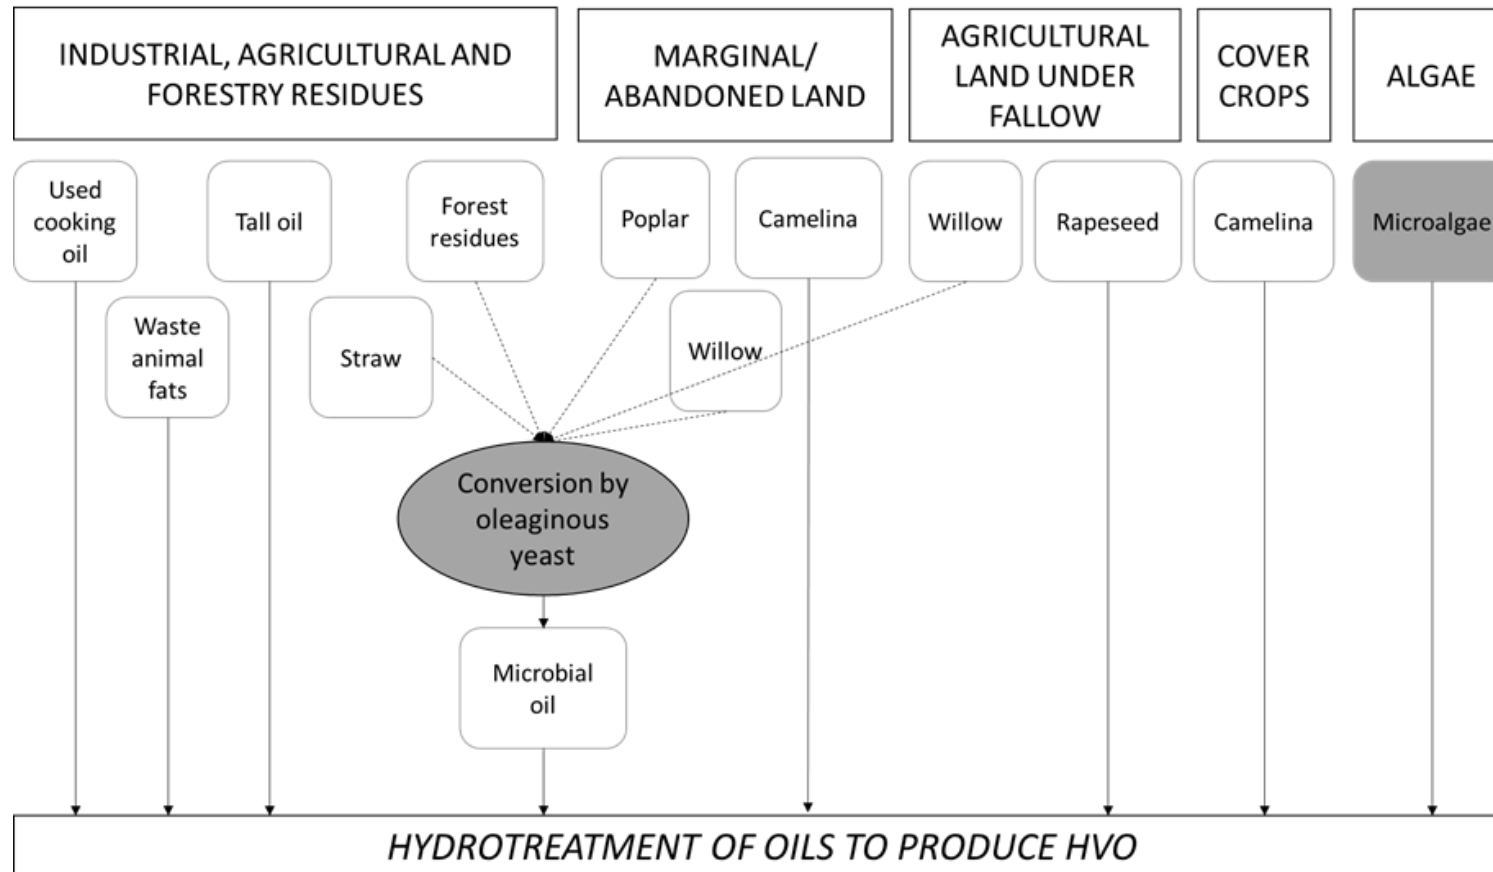 INDUSTRIAL, AGRICULTURAL AND
FORESTRY RESIDUES
MARGINAL/
ABANDONED LAND
AGRICULTURAL
LAND UNDER
FALLOW
COVER
CROPS
ALGAE
Used
cooking
oil
Tall oil
Forest
residues
Poplar
Camelina
Willow
Rapeseed
Camelina
Microalgae
Waste
animal
fats
Straw
Willow
Conversion by
oleaginous
yeast
Microbial
oil
HYDROTREATMENT OF OILS TO PRODUCE HVO